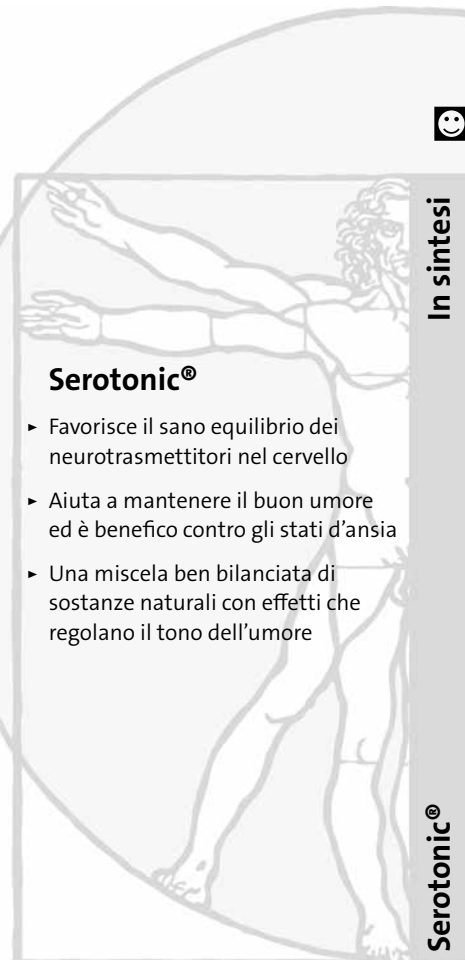 In sintesi
Serotonic®
► Favorisce il sano equilibrio dei
neurotrasmettitori nel cervello
► Aiuta a mantenere il buon umore
ed è benefico contro gli stati d'ansia
► Una miscela ben bilanciata di
sostanze naturali con effetti che
regolano il tono dell'umore
Serotonic®